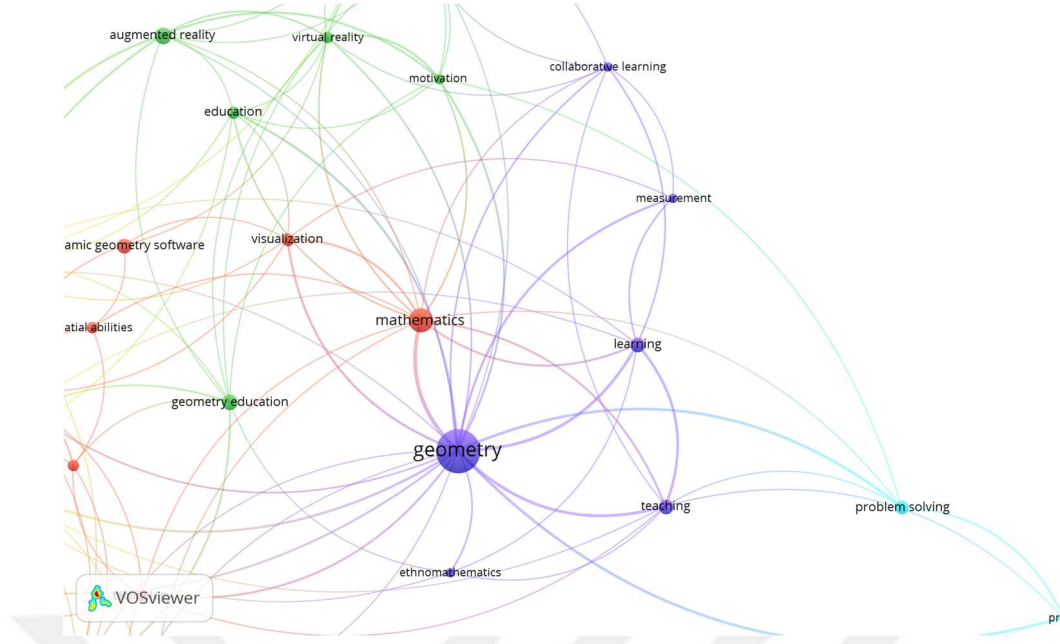 augmented reality
virtual reality
motivation
collaborative learning
education
measurement
visualization
amic geometry software
mathematics
atial abilities
learning
geometry education
geometry
teaching
problem solving
ethnomathematics
VOSviewer
pr